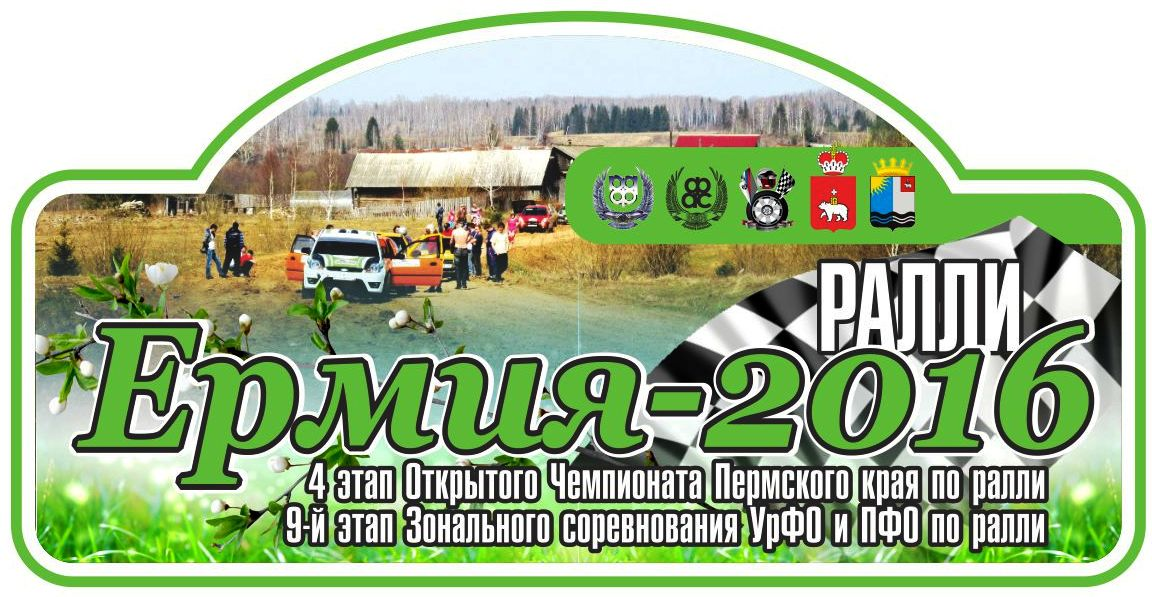 РАЛЛИ
Ермия-2016
4 этап Открытого Чемпионата Пермского края по ралли
9-й этап Зонального соревнования УрФО и ПФО по ралли